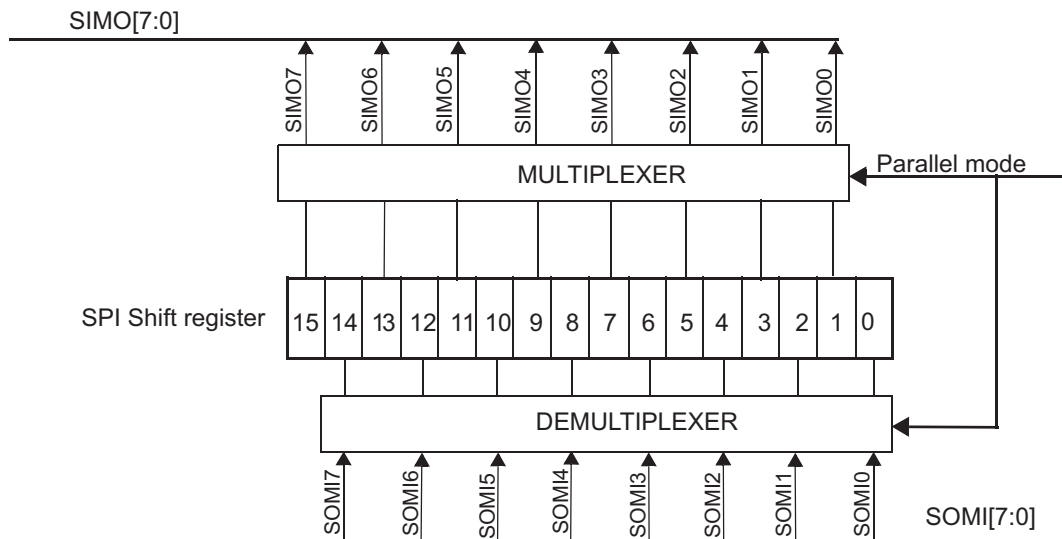 SIMO[7:0]
SIMO7 SIMO6 SIMO5 SIMO4 SIMO3 SIMO2 SIMO1 SIMO0
MULTIPLEXER
Parallel mode
SPI Shift register
15 14 13 12 11 10 9 8 7 6 5 4 3 2 1 0
DEMULTIPLEXER
SOMI7 SOMI6 SOMI5 SOMI4 SOMI3 SOMI2 SOMI1 SOMI0
SOMI[7:0]